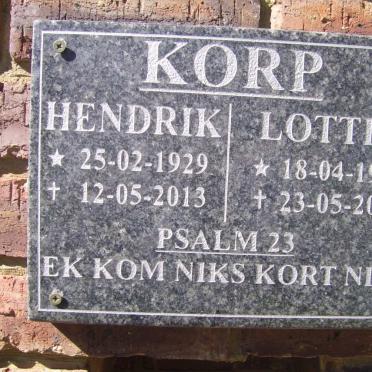 KORP
HENDRIK LOTT
★ 25-02-1929 ★ 18-04-19
✝ 12-05-2013 ✝ 23-05-20
PSALM 23
EK KOM NIKS KORT NI